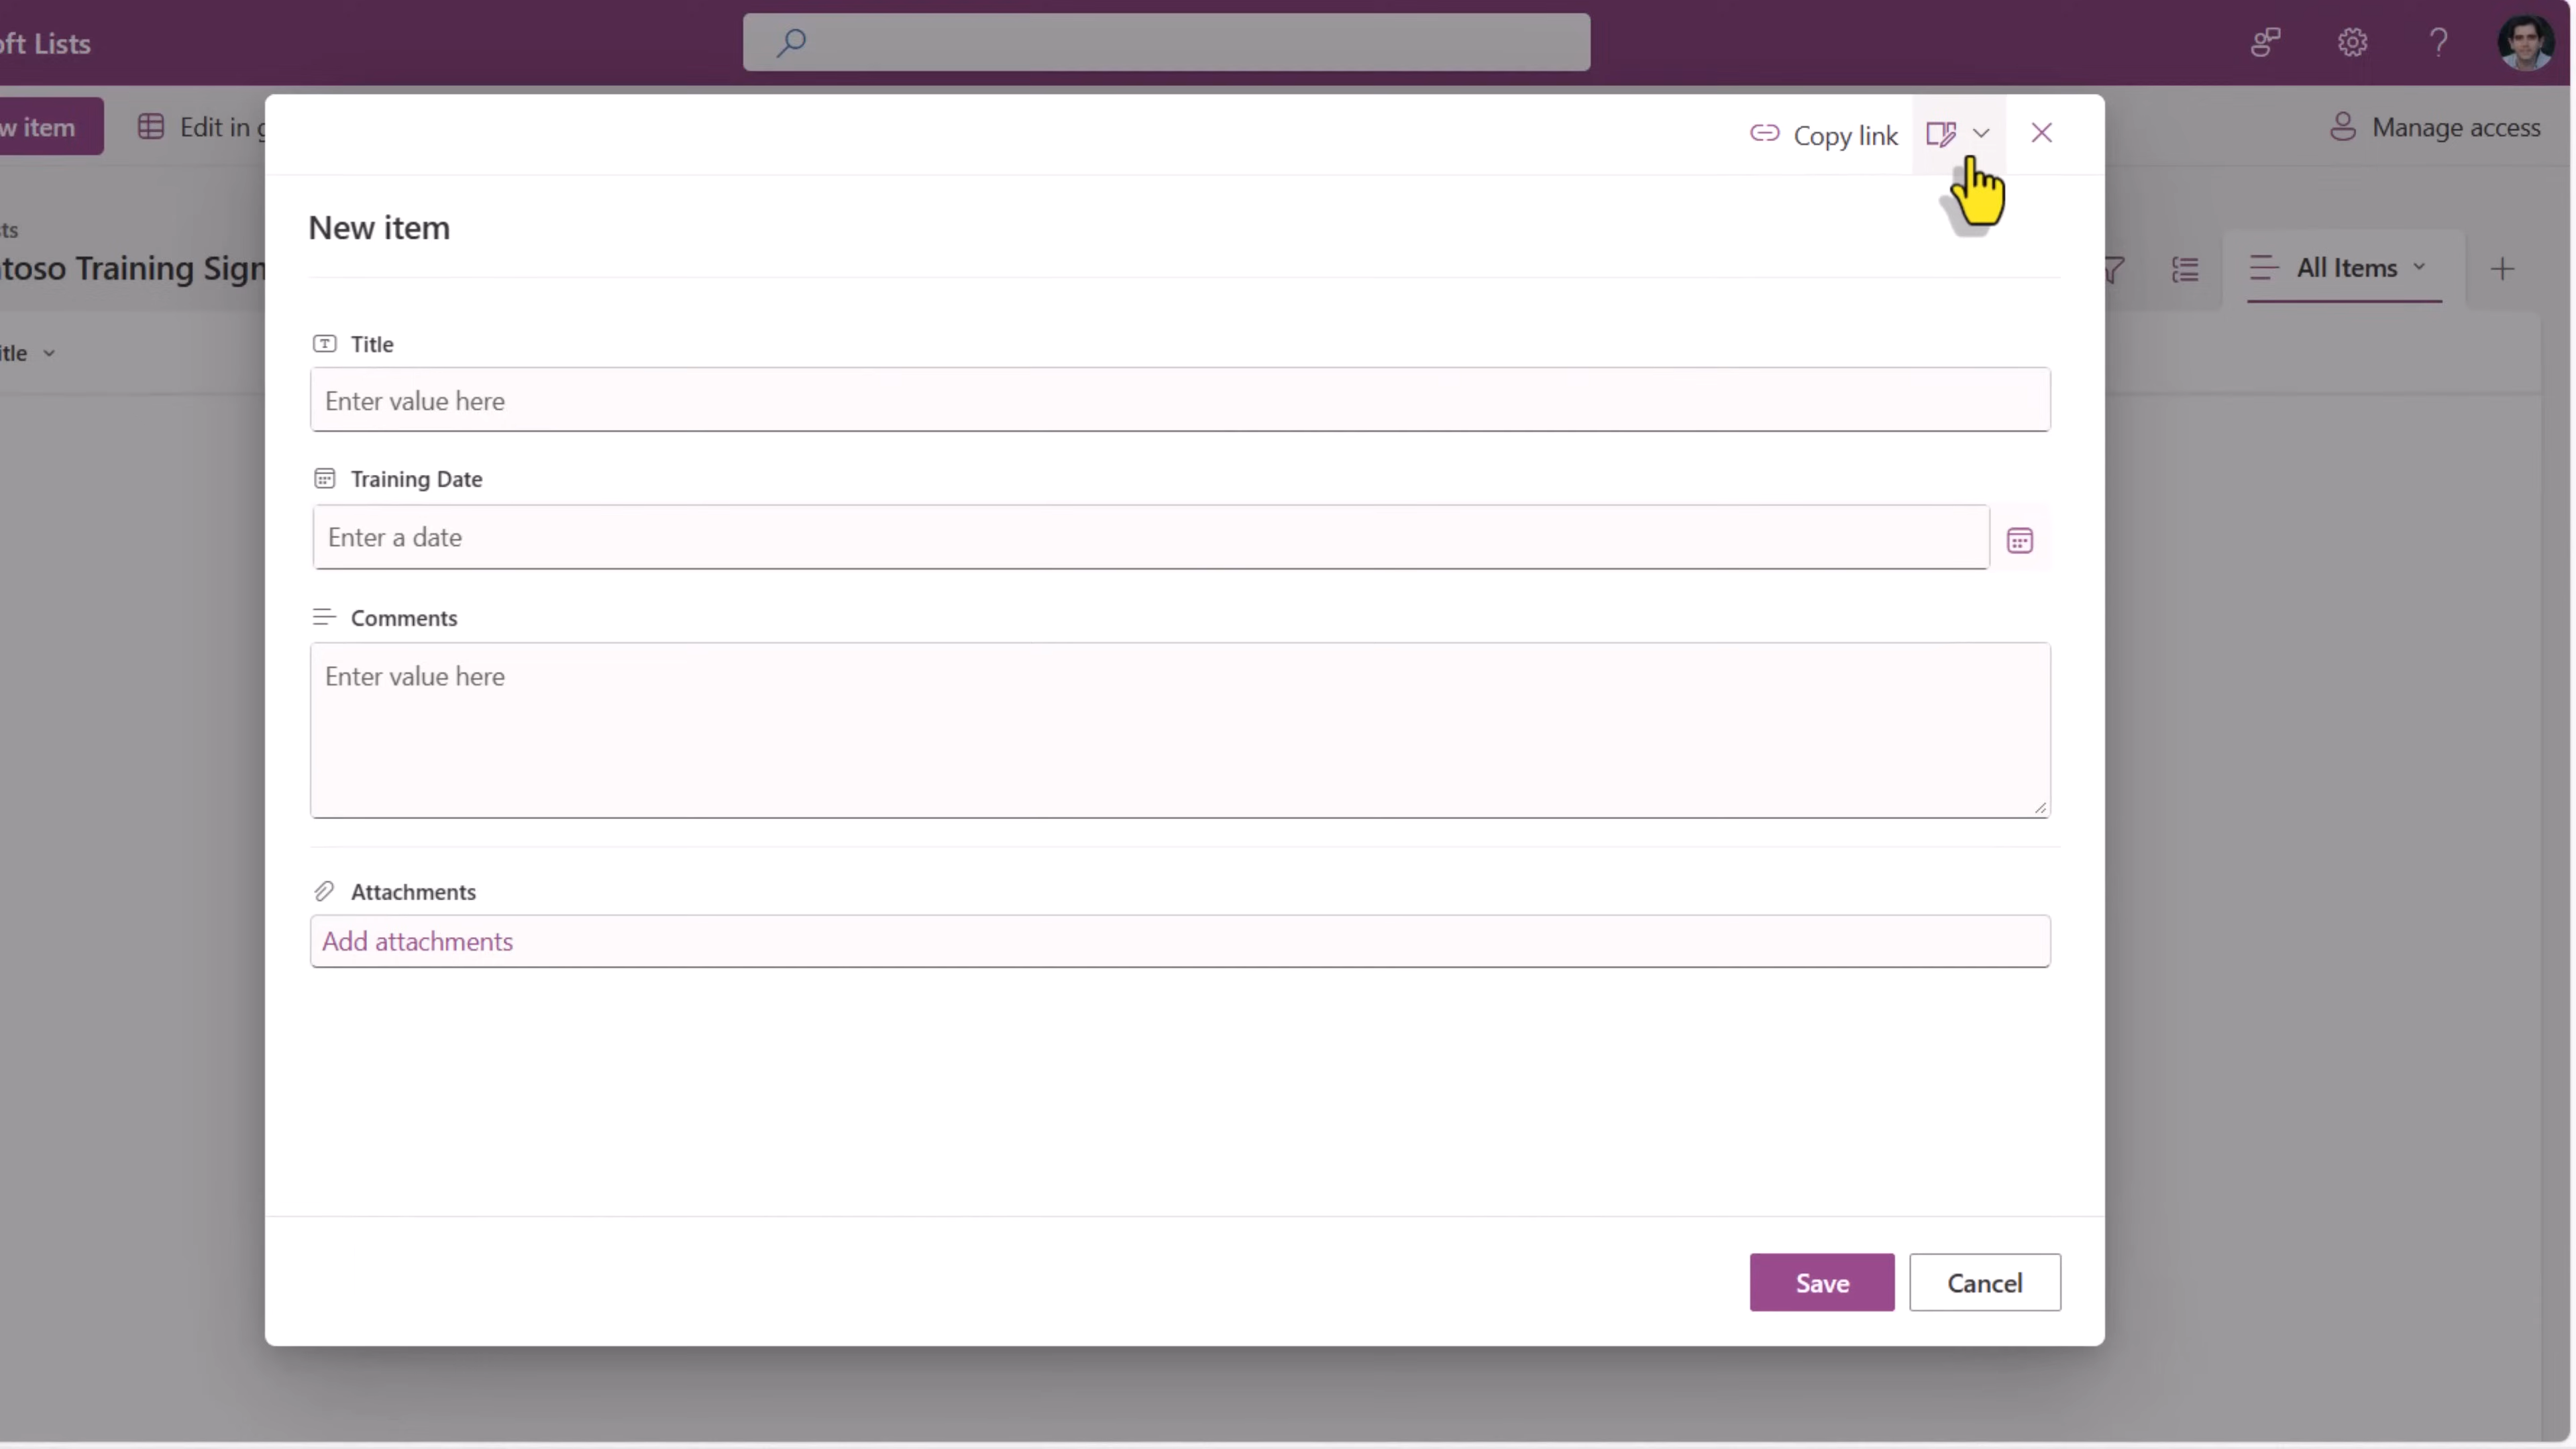 oft Lists
w item
Edit in g
Copy link
Manage access
New item
sts
toso Training Sign
All Items
itle
Title
Enter value here
Training Date
Enter a date
Comments
Enter value here
Attachments
Add attachments
Save
Cancel